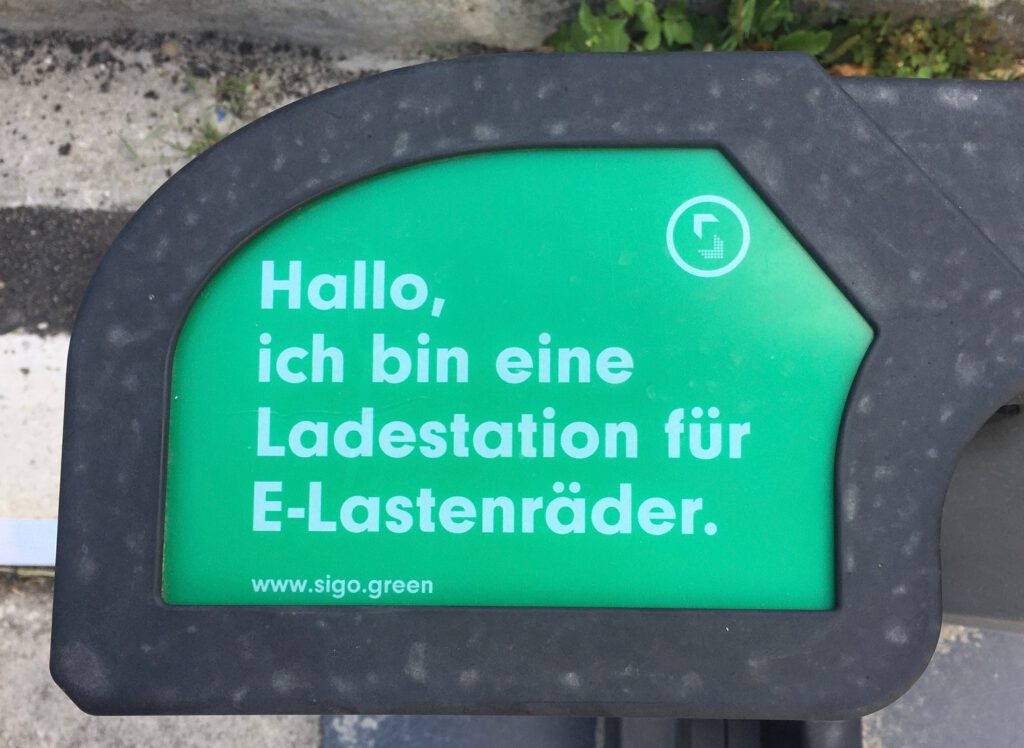 Hallo,
ich bin eine
Ladestation für
E-Lastenräder.
www.sigo.green